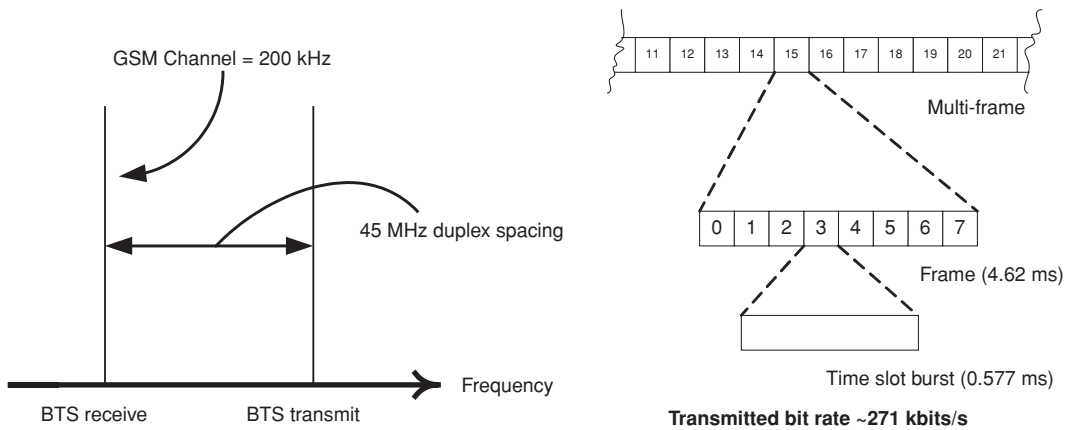 GSM Channel = 200 kHz
45 MHz duplex spacing
Frequency
BTS receive
BTS transmit
11 12 13 14 15 16 17 18 19 20 21
Multi-frame
0 1 2 3 4 5 6 7
Frame (4.62 ms)
Time slot burst (0.577 ms)
Transmitted bit rate ~271 kbits/s